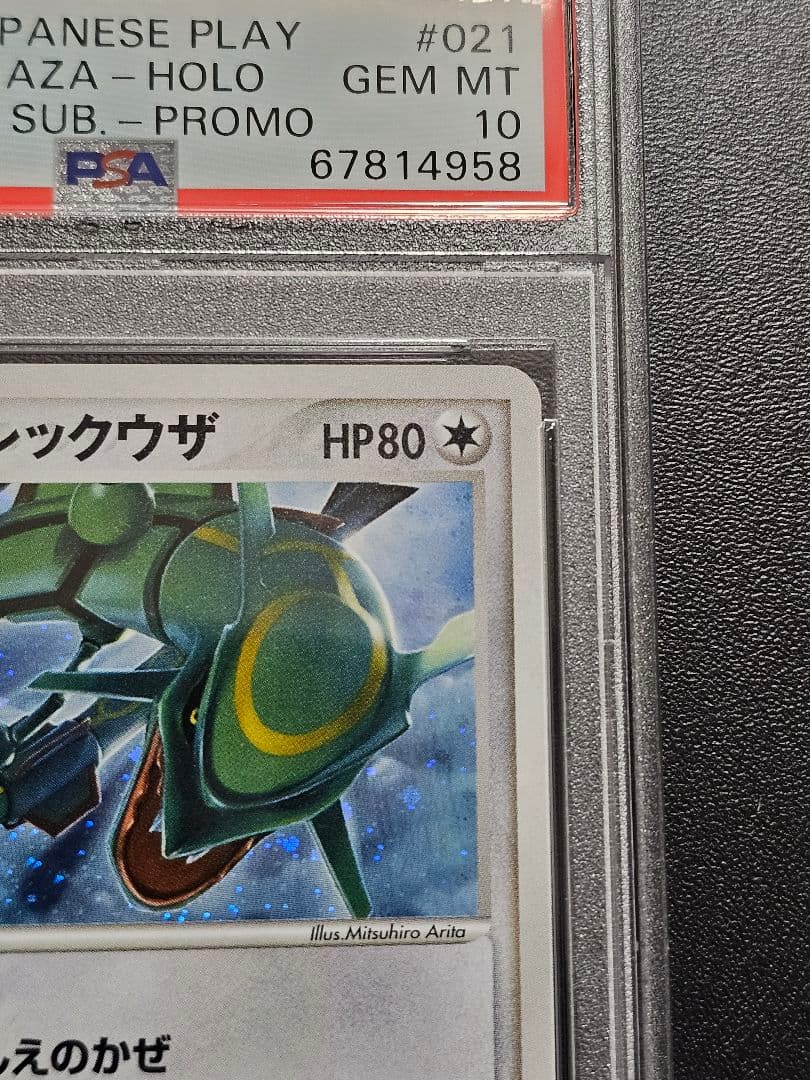 PANESE PLAY #021
AZA – HOLO GEM MT
SUB. – PROMO 10
PSA 67814958
レックウザ HP80
Illus.Mitsuhiro Arita
えのかぜ